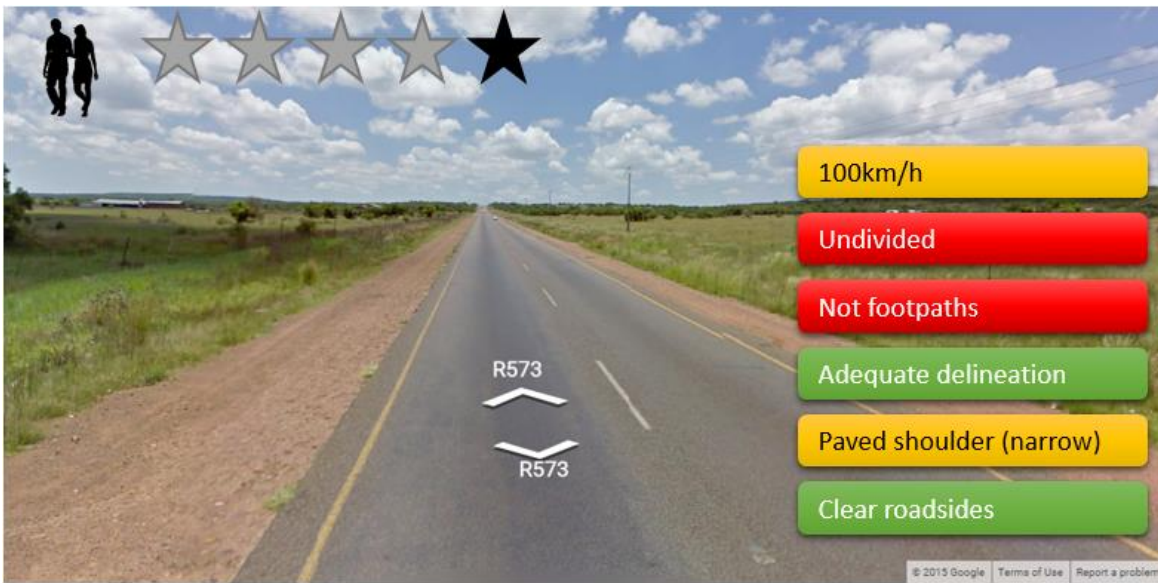 100km/h
Undivided
Not footpaths
Adequate delineation
Paved shoulder (narrow)
Clear roadsides
R573
R573
© 2015 Google Terms of Use Report a problem